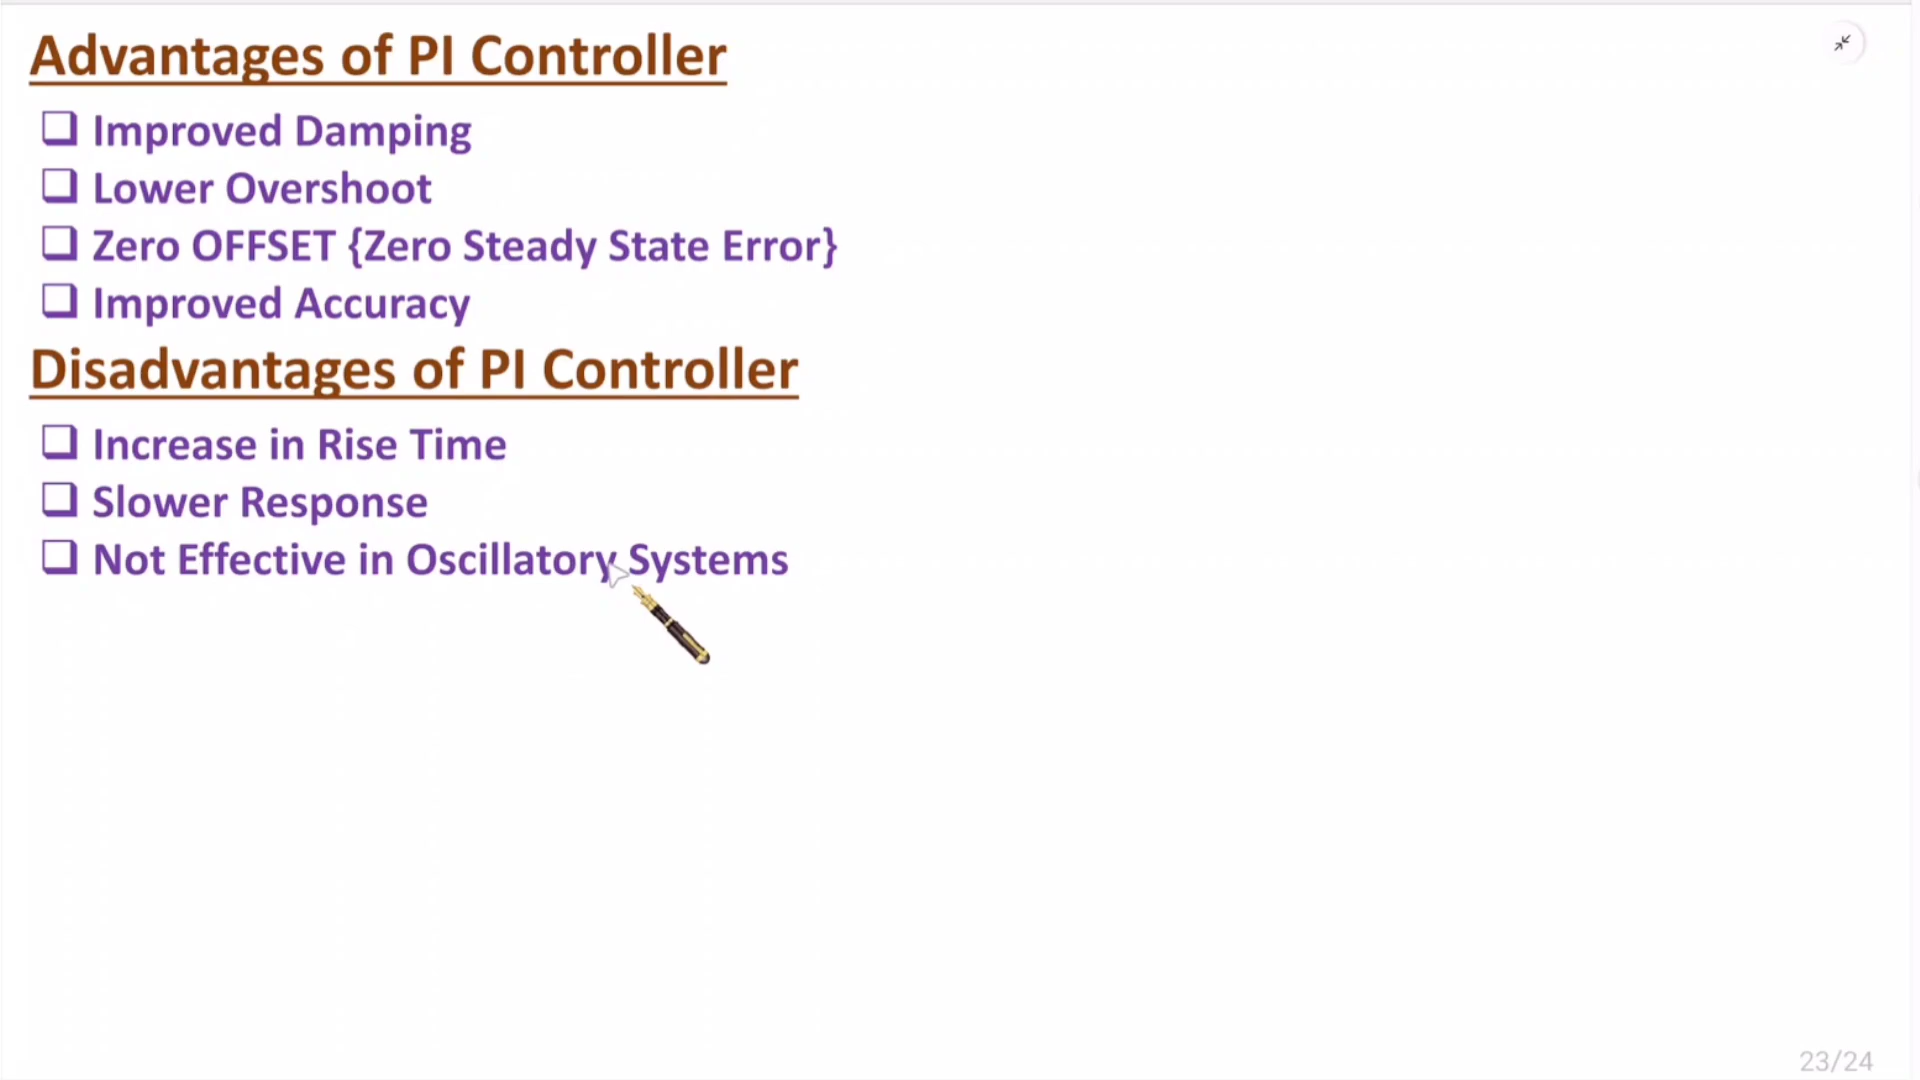 Advantages of PI Controller
❑ Improved Damping
❑ Lower Overshoot
❑ Zero OFFSET {Zero Steady State Error}
❑ Improved Accuracy
Disadvantages of PI Controller
❑ Increase in Rise Time
❑ Slower Response
❑ Not Effective in Oscillatory Systems
23/24